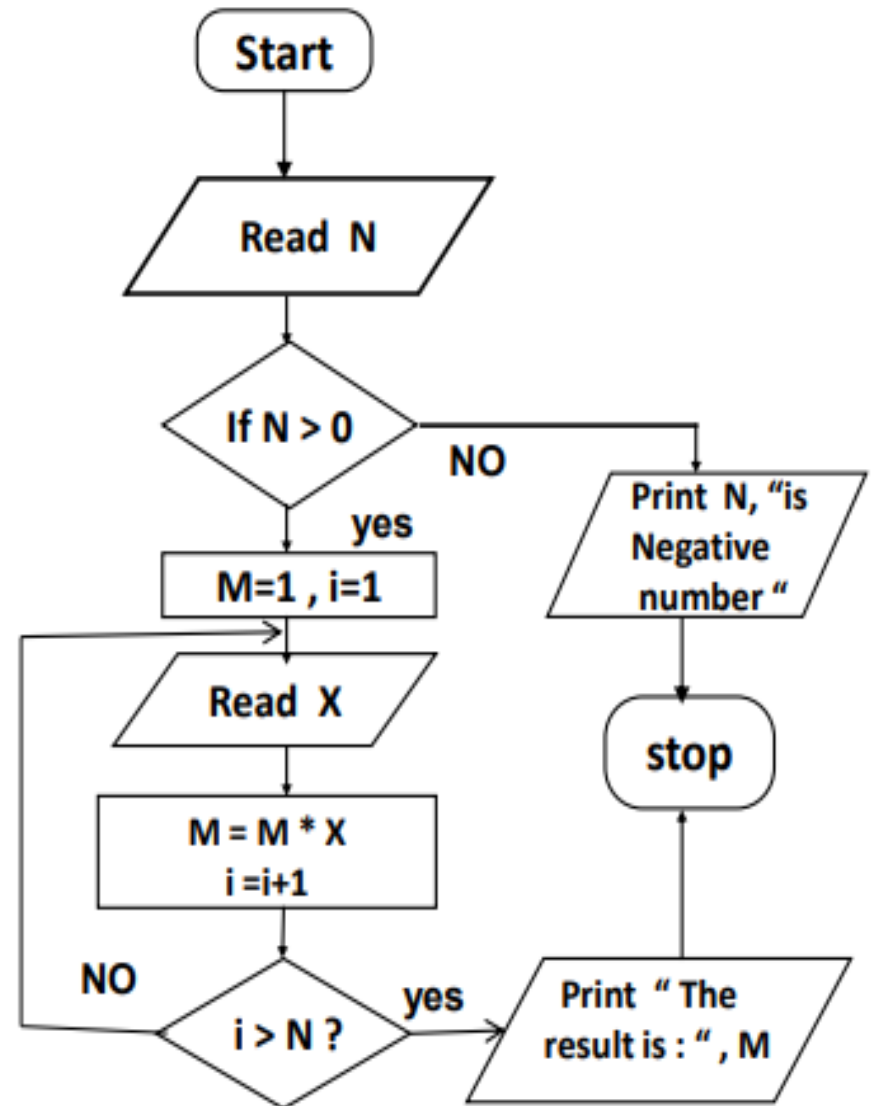 Start
Read N
If N > 0
NO
yes
Print N, “is
Negative
number “
M=1 , i=1
Read X
stop
M = M * X
i =i+1
NO
i > N ?
yes
Print “ The
result is : “ , M